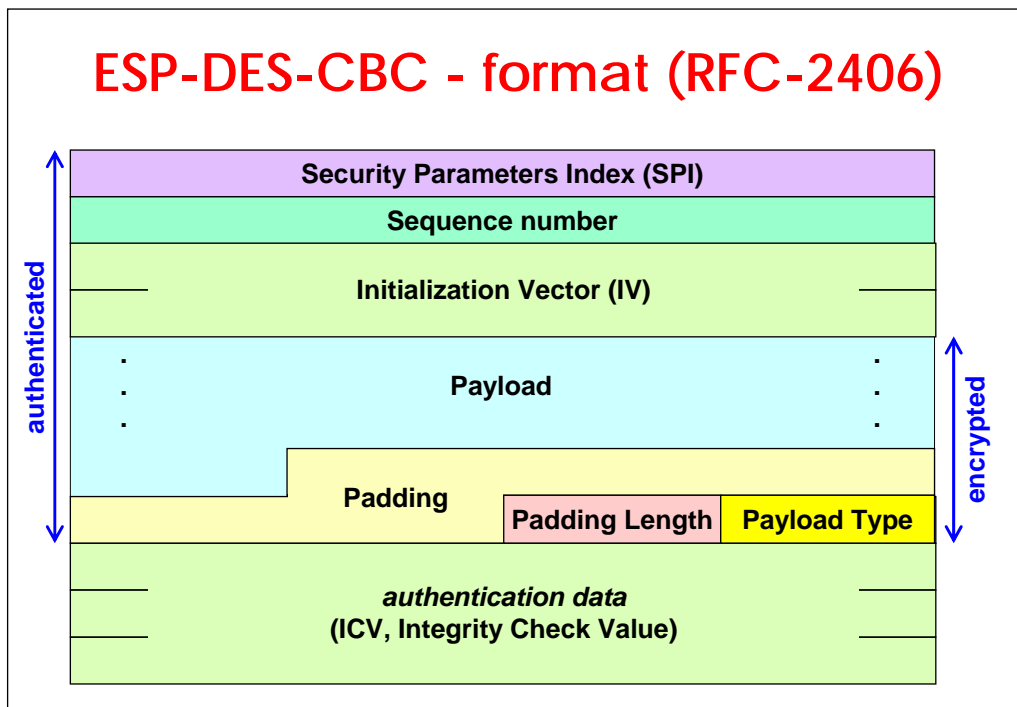 ESP-DES-CBC - format (RFC-2406)
Security Parameters Index (SPI)
Sequence number
Initialization Vector (IV)
authenticated
Payload
encrypted
Padding
Padding Length
Payload Type
authentication data
(ICV, Integrity Check Value)